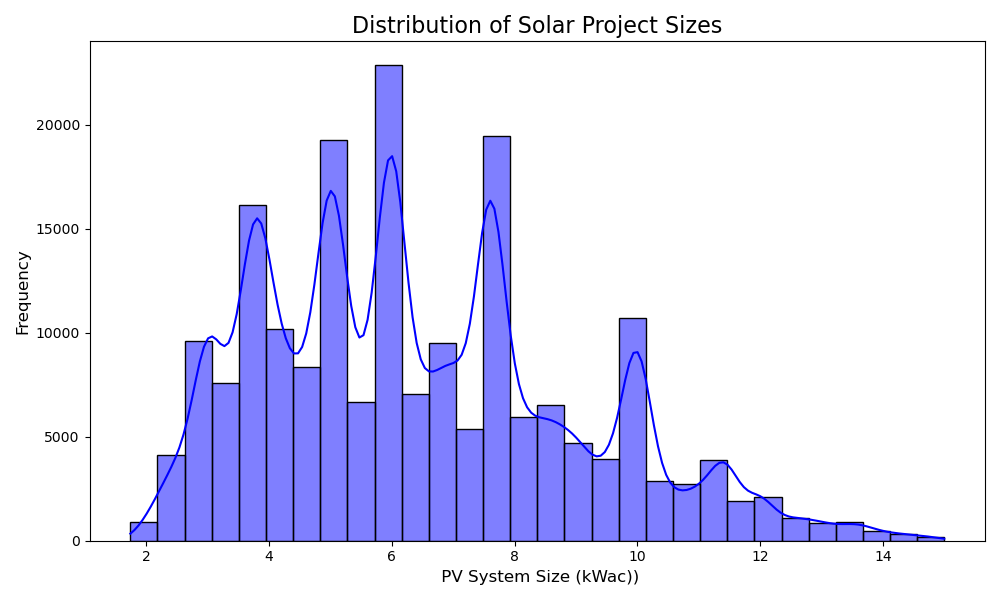 Distribution of Solar Project Sizes
Frequency
20000
15000
10000
5000
0
2 4 6 8 10 12 14
PV System Size (kWac))